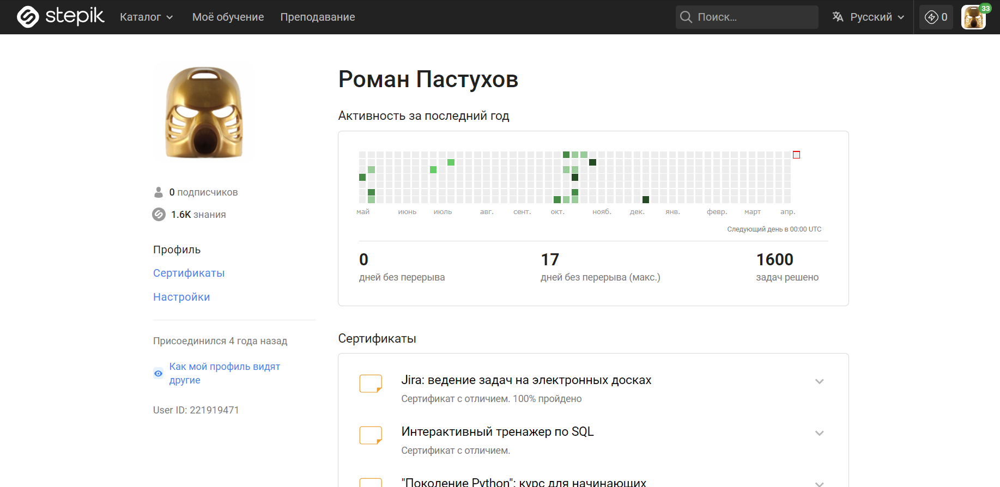 stepik Каталог Моё обучение Преподавание Поиск... Русский 0 33
Роман Пастухов
Активность за последний год
май июнь июль авг. сент. окт. нояб. дек. янв. февр. март апр.
Следующий день в 00:00 UTC
0 17 1600
дней без перерыва дней без перерыва (макс.) задач решено
0 подписчиков
1.6K знания
Профиль
Сертификаты
Настройки
Присоединился 4 года назад
Как мой профиль видят
другие
User ID: 221919471
Сертификаты
Jira: ведение задач на электронных досках
Сертификат с отличием. 100% пройдено
Интерактивный тренажер по SQL
Сертификат с отличием.
"Поколение Python": курс для начинающих